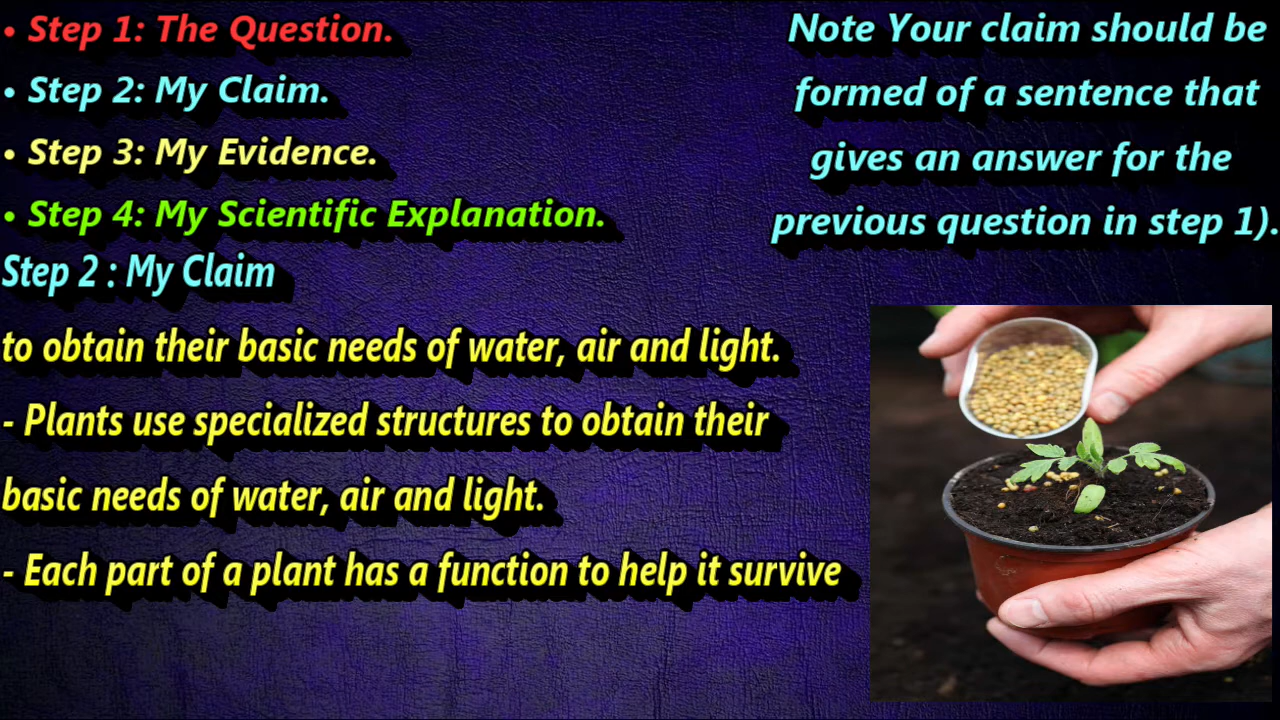 • Step 1: The Question.
• Step 2: My Claim.
• Step 3: My Evidence.
• Step 4: My Scientific Explanation.
Note Your claim should be
formed of a sentence that
gives an answer for the
previous question in step 1).
Step 2 : My Claim
to obtain their basic needs of water, air and light.
- Plants use specialized structures to obtain their
basic needs of water, air and light.
- Each part of a plant has a function to help it survive